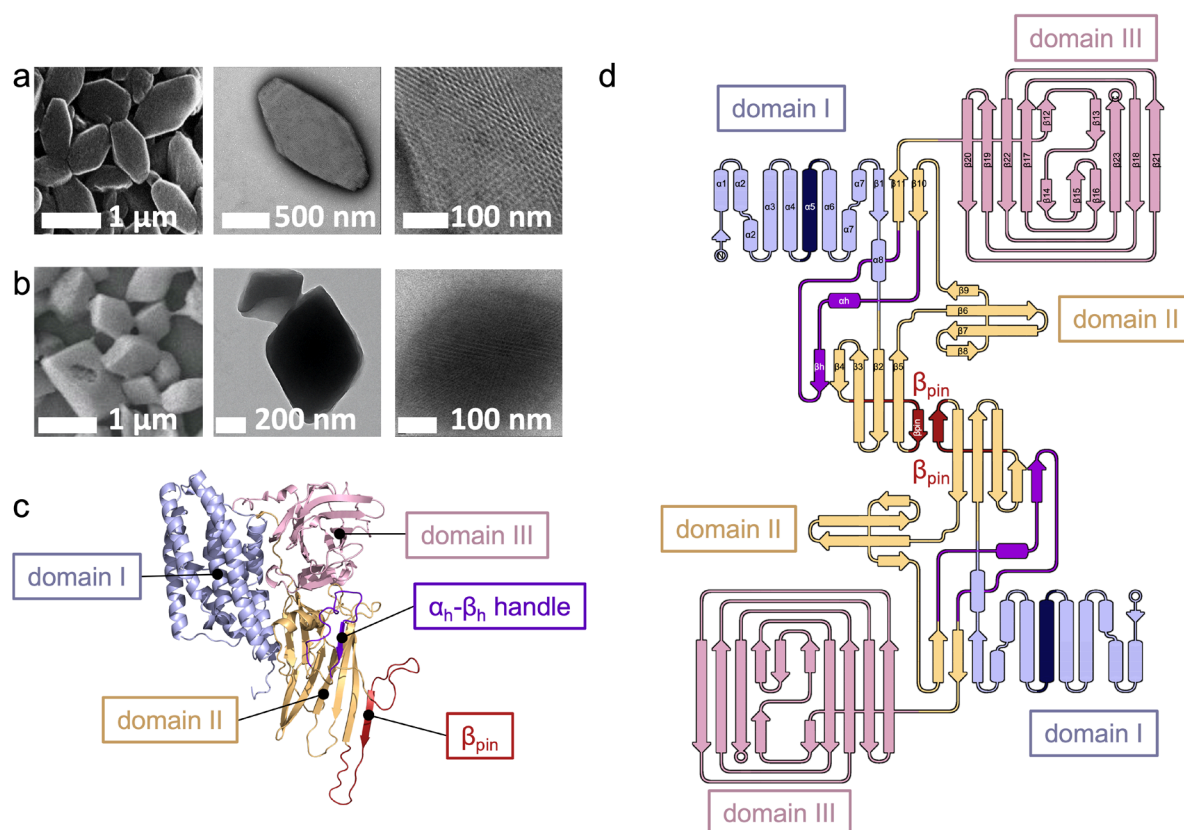 a
1 µm
500 nm
100 nm
b
1 µm
200 nm
100 nm
c
domain I
domain III
αh-βh handle
domain II
βpin
d
domain III
domain I
α1
α2
α2
α3
α4
α5
α6
α7
α7
β1
β11
β10
β20
β19
β22
β17
β12
β13
β14
β15
β16
β23
β18
β21
N
α8
αh
βh
β9
β6
β7
β8
domain II
β4
β3
β2
β5
βpin
βpin
βpin
domain II
domain I
domain III